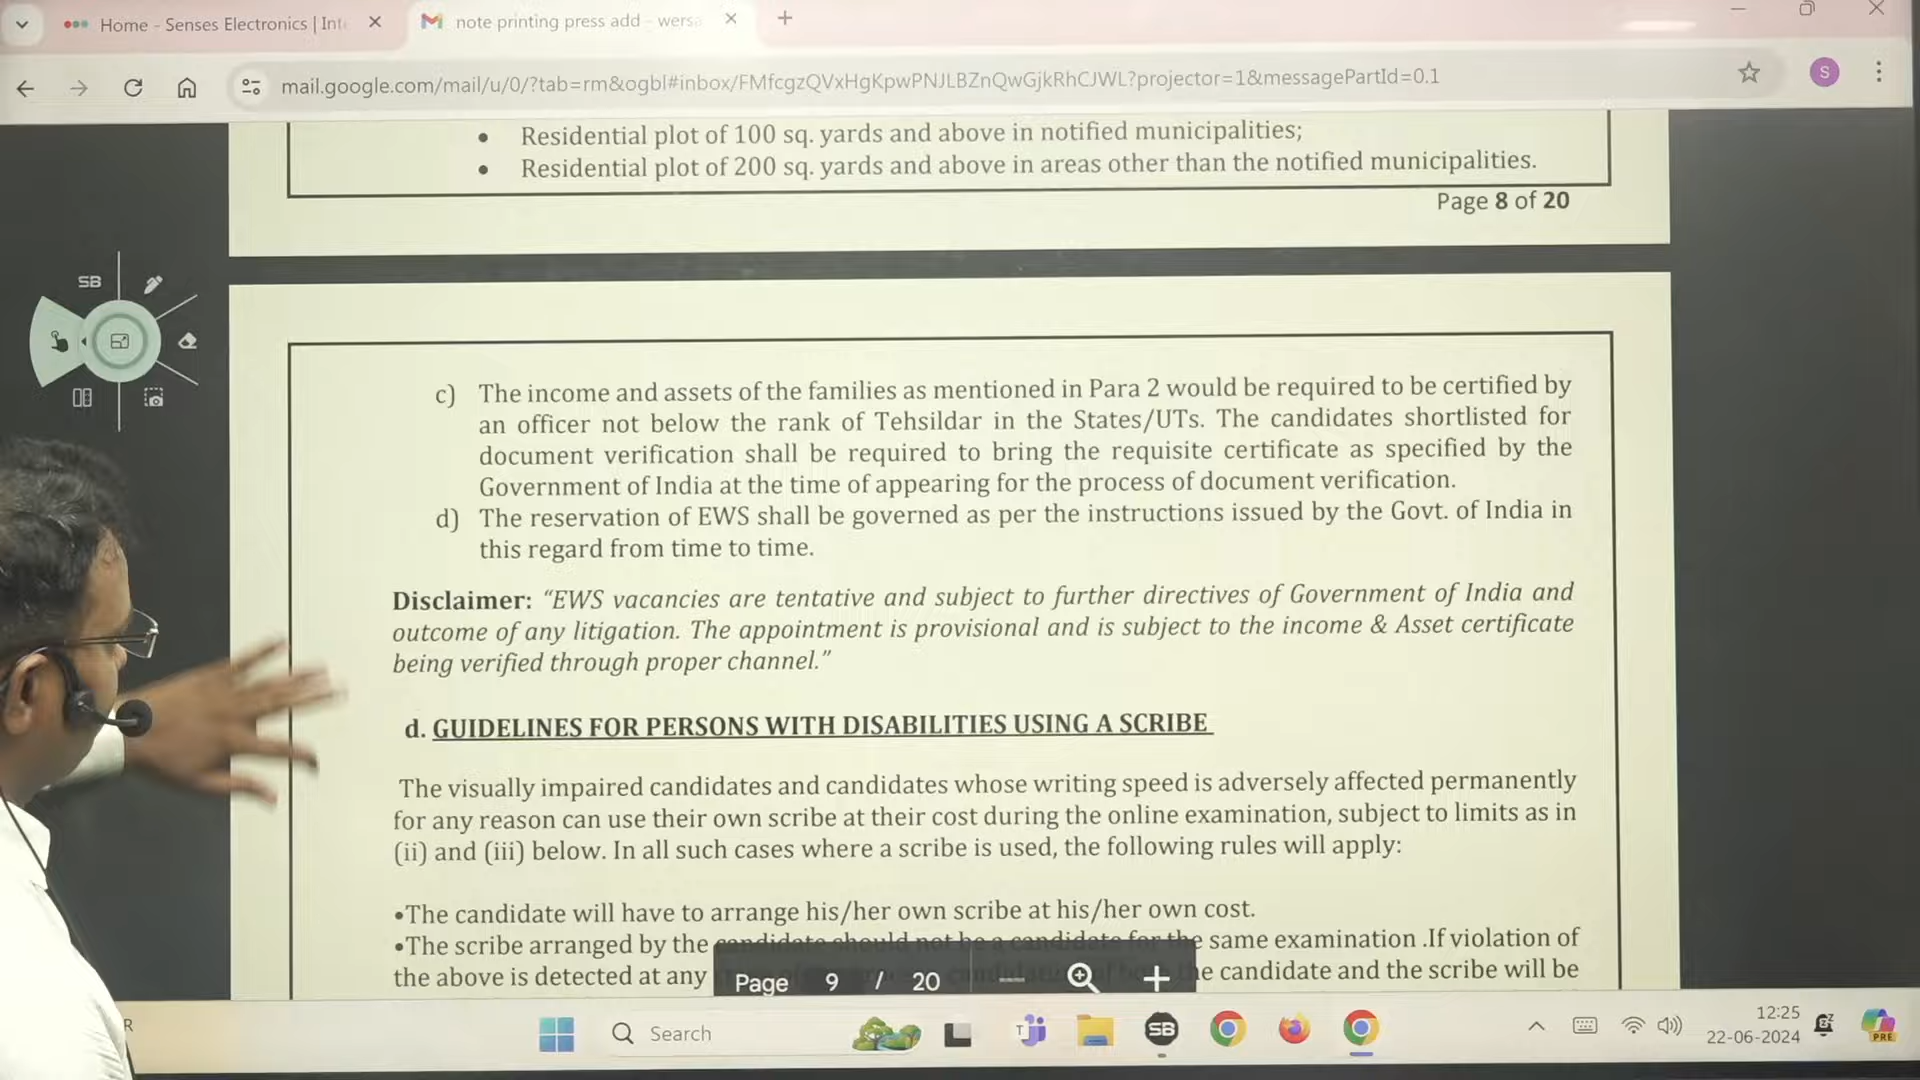 Home - Senses Electronics | Int
note printing press add - wersa
mail.google.com/mail/u/0/?tab=rm&ogbl#inbox/FMfcgzQVxHgKpwPNJLBZnQwGjkRhCJWL?projector=1&messagePartId=0.1
S
• Residential plot of 100 sq. yards and above in notified municipalities;
• Residential plot of 200 sq. yards and above in areas other than the notified municipalities.
Page 8 of 20
SB
c) The income and assets of the families as mentioned in Para 2 would be required to be certified by
an officer not below the rank of Tehsildar in the States/UTs. The candidates shortlisted for
document verification shall be required to bring the requisite certificate as specified by the
Government of India at the time of appearing for the process of document verification.
d) The reservation of EWS shall be governed as per the instructions issued by the Govt. of India in
this regard from time to time.
Disclaimer: “EWS vacancies are tentative and subject to further directives of Government of India and
outcome of any litigation. The appointment is provisional and is subject to the income & Asset certificate
being verified through proper channel.”
d. GUIDELINES FOR PERSONS WITH DISABILITIES USING A SCRIBE
The visually impaired candidates and candidates whose writing speed is adversely affected permanently
for any reason can use their own scribe at their cost during the online examination, subject to limits as in
(ii) and (iii) below. In all such cases where a scribe is used, the following rules will apply:
•The candidate will have to arrange his/her own scribe at his/her own cost.
•The scribe arranged by the candidate should not be a candidate for the same examination .If violation of
the above is detected at any the candidate and the scribe will be
Page 9 / 20
R
Search
SB
12:25
22-06-2024
PRE